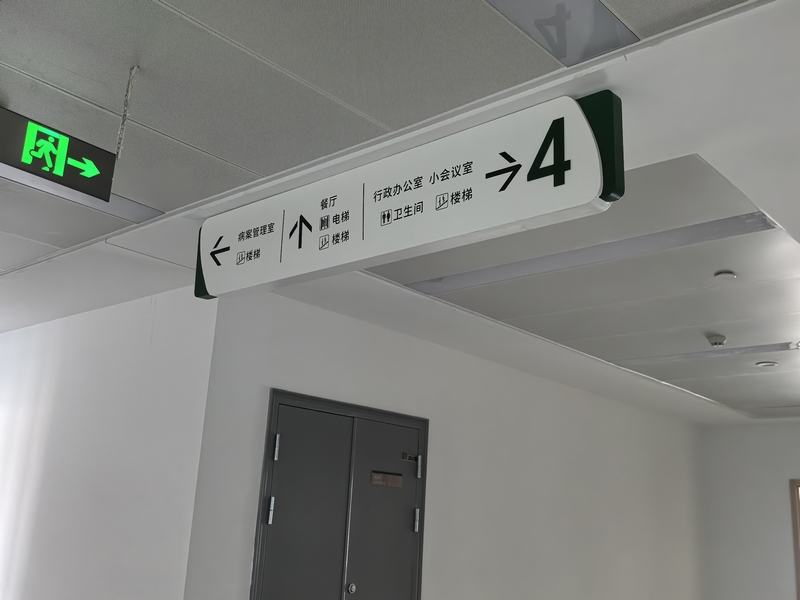 病案管理室
楼梯
餐厅
电梯
楼梯
行政办公室 小会议室
卫生间 楼梯
4